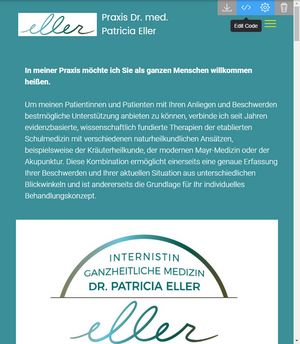 eller
Praxis Dr. med.
Patricia Eller
Edit Code
In meiner Praxis möchte ich Sie als ganzen Menschen willkommen
heißen.
Um meinen Patientinnen und Patienten mit Ihren Anliegen und Beschwerden
bestmögliche Unterstützung anbieten zu können, verbinde ich seit Jahren
evidenzbasierte, wissenschaftlich fundierte Therapien der etablierten
Schulmedizin mit verschiedenen naturheilkundlichen Ansätzen,
beispielsweise der Kräuterheilkunde, der modernen Mayr-Medizin oder der
Akupunktur. Diese Kombination ermöglicht einerseits eine genaue Erfassung
Ihrer Beschwerden und Ihrer aktuellen Situation aus unterschiedlichen
Blickwinkeln und ist andererseits die Grundlage für Ihr individuelles
Behandlungskonzept.
INTERNISTIN
GANZHEITLICHE MEDIZIN
DR. PATRICIA ELLER
eller